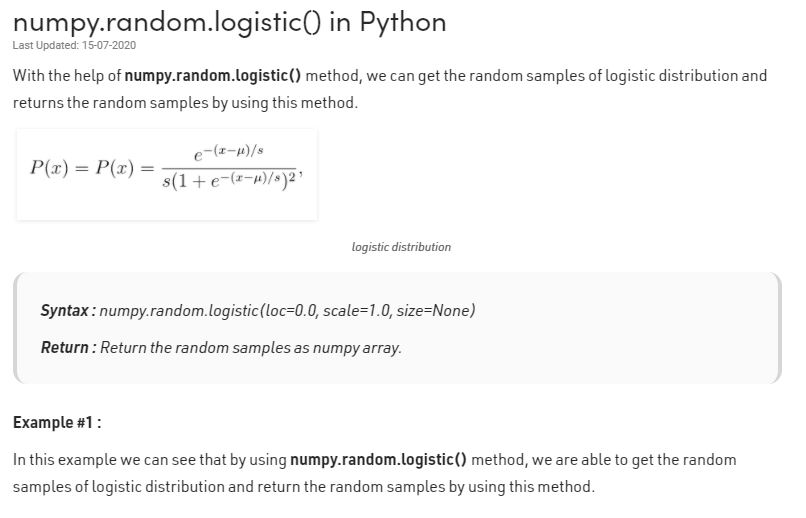 numpy.random.logistic() in Python
Last Updated: 15-07-2020
With the help of numpy.random.logistic() method, we can get the random samples of logistic distribution and
returns the random samples by using this method.
P(x) = P(x) = e^{-(x-μ)/s} / s(1 + e^{-(x-μ)/s})^2,
logistic distribution
Syntax : numpy.random.logistic(loc=0.0, scale=1.0, size=None)
Return : Return the random samples as numpy array.
Example #1 :
In this example we can see that by using numpy.random.logistic() method, we are able to get the random
samples of logistic distribution and return the random samples by using this method.